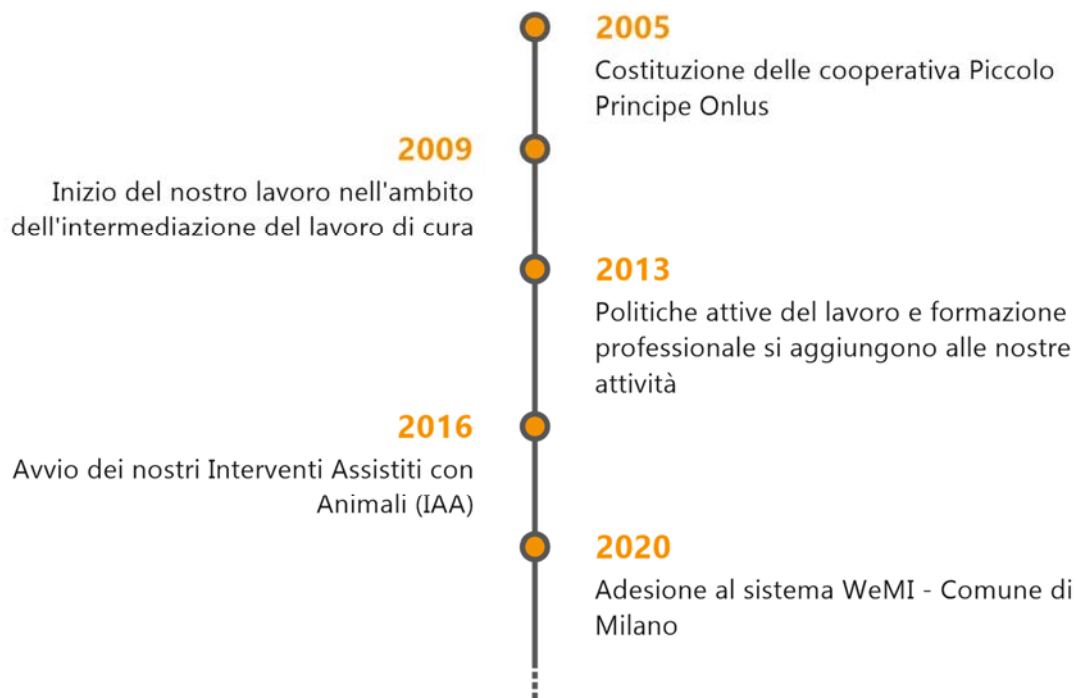 2005
Costituzione delle cooperativa Piccolo
Principe Onlus
2009
Inizio del nostro lavoro nell'ambito
dell'intermediazione del lavoro di cura
2013
Politiche attive del lavoro e formazione
professionale si aggiungono alle nostre
attività
2016
Avvio dei nostri Interventi Assistiti con
Animali (IAA)
2020
Adesione al sistema WeMI - Comune di
Milano